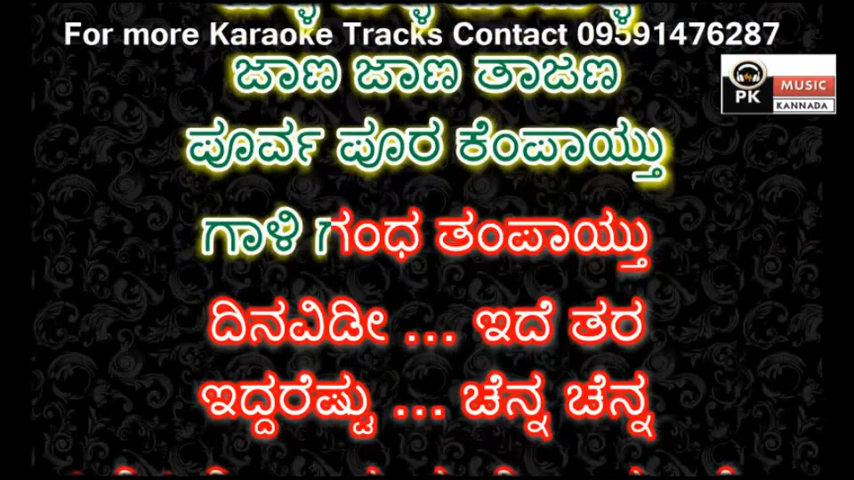 For more Karaoke Tracks Contact 09591476287
ಜಾಣ ಜಾಣ ತಾಜಣ
PK MUSIC KANNADA
ಪೂರ್ವ ಪೂರ ಕೆಂಪಾಯ್ತು
ಗಾಳಿ ಗಂಧ ತಂಪಾಯ್ತು
ದಿನವಿಡೀ ... ಇದೆ ತರ
ಇದ್ದರೆಷ್ಟು ... ಚೆನ್ನ ಚೆನ್ನ